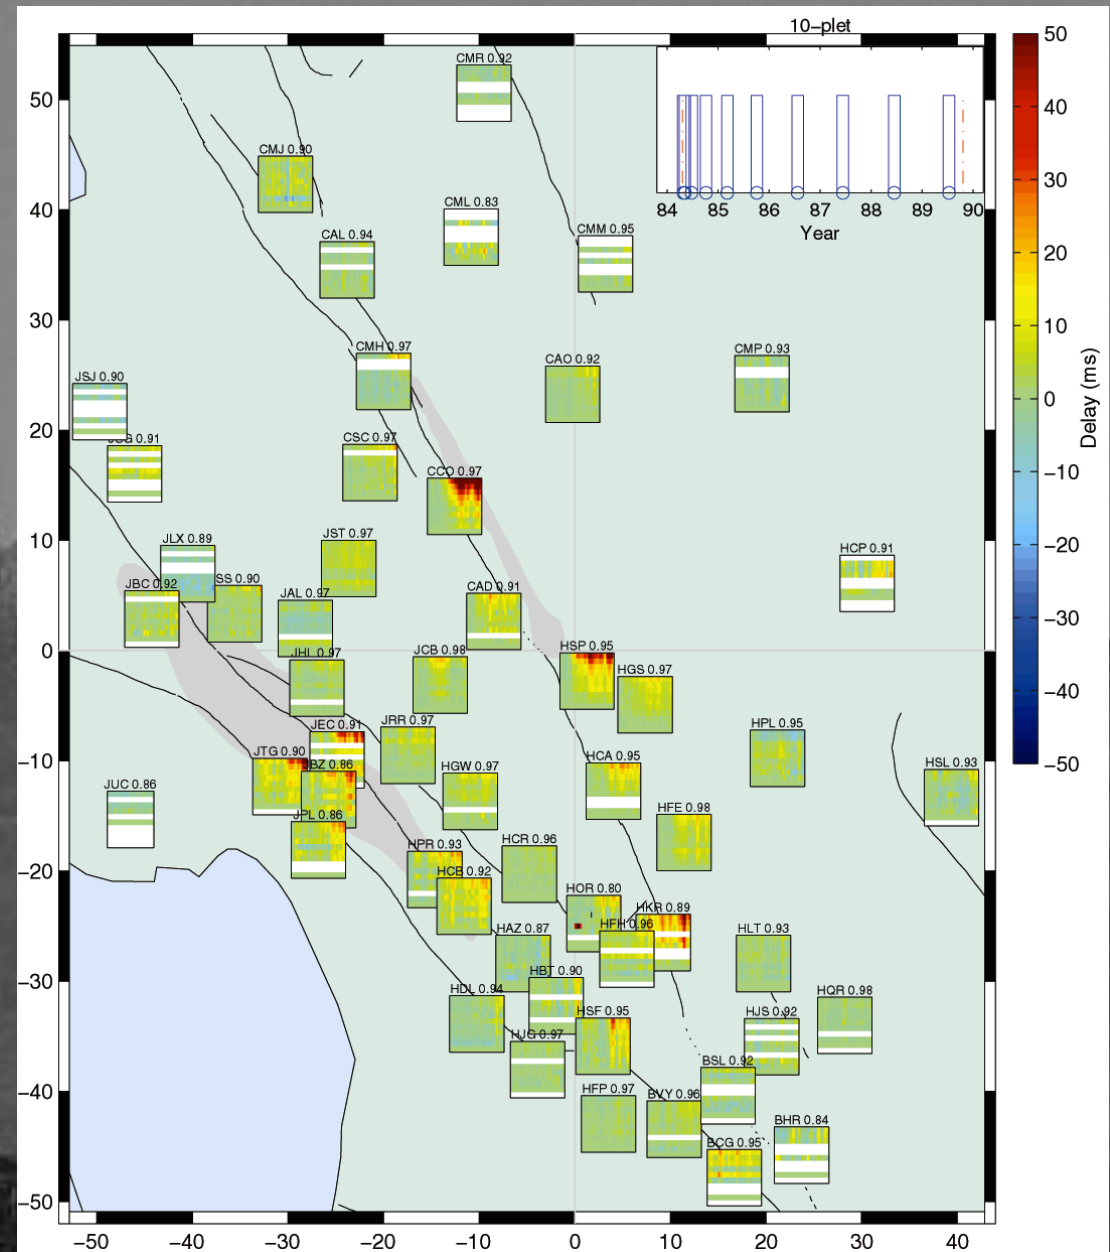 10−plet
84 85 86 87 88 89 90
Year
50
40
30
20
10
0
−10
−20
−30
−40
−50
Delay (ms)
50
40
30
20
10
0
−10
−20
−30
−40
−50
−50 −40 −30 −20 −10 0 10 20 30 40
CMR 0.92
CMJ 0.90
CML 0.83
CAL 0.94
CMM 0.95
CMH 0.97
CAO 0.92
CMP 0.93
JSJ 0.90
0.91
CSC 0.97
CCO 0.97
JLX 0.89
JST 0.97
HCP 0.91
JBC 0.92
SS 0.90
JAL 0.97
CAD 0.91
JHL 0.97
JCB 0.98
HSP 0.95
HGS 0.97
JEC 0.91
JRR 0.97
HPL 0.95
JTG 0.90
JBZ 0.86
HGW 0.97
HCA 0.95
HSL 0.93
JUC 0.86
JPL 0.86
HFE 0.98
HPR 0.93
HCB 0.92
HCR 0.96
HOR 0.80
HKR 0.89
HAZ 0.87
HFH 0.96
HLT 0.93
HBT 0.90
HDL 0.94
HSF 0.95
HJS 0.92
HQR 0.98
HJG 0.97
BSL 0.92
HFP 0.97
BVY 0.96
BCG 0.95
BHR 0.84